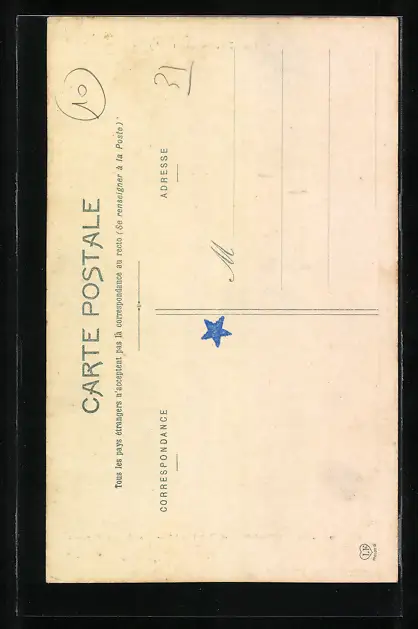 CARTE POSTALE
Tous les pays étrangers n'acceptent pas la correspondance au recto (Se renseigner à la Poste)
CORRESPONDANCE
ADRESSE
M
10
31